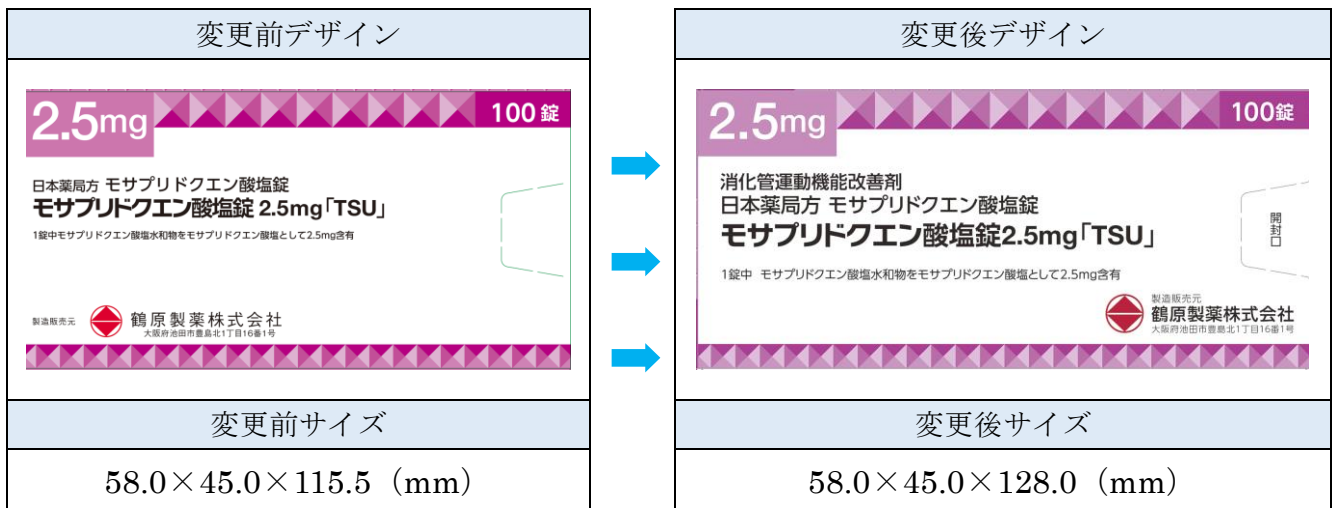 変更前デザイン
2.5mg
100錠
日本薬局方 モサプリドクエン酸塩錠
モサプリドクエン酸塩錠 2.5mg「TSU」
1錠中モサプリドクエン酸塩水和物をモサプリドクエン酸塩として2.5mg含有
製造販売元
鶴原製薬株式会社
大阪府池田市豊島北1丁目16番1号
変更前サイズ
58.0×45.0×115.5(mm)
変更後デザイン
2.5mg
100錠
消化管運動機能改善剤
日本薬局方 モサプリドクエン酸塩錠
モサプリドクエン酸塩錠2.5mg「TSU」
開封口
1錠中 モサプリドクエン酸塩水和物をモサプリドクエン酸塩として2.5mg含有
製造販売元
鶴原製薬株式会社
大阪府池田市豊島北1丁目16番1号
変更後サイズ
58.0×45.0×128.0(mm)